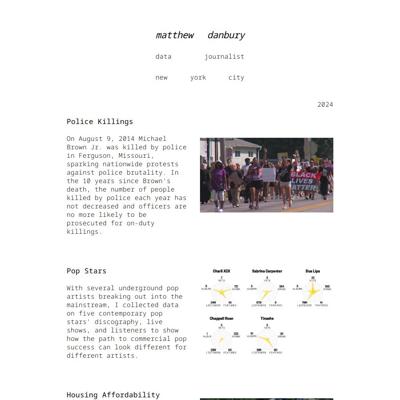 matthew danbury
data journalist
new york city
2024
Police Killings
On August 9, 2014 Michael
Brown Jr. was killed by police
in Ferguson, Missouri,
sparking nationwide protests
against police brutality. In
the 10 years since Brown's
death, the number of people
killed by police each year has
not decreased and officers are
no more likely to be
prosecuted for on-duty
killings.
BLACK
LIVES
MATTER
Pop Stars
With several underground pop
artists breaking out into the
mainstream, I collected data
on five contemporary pop
stars' discography, live
shows, and listeners to show
how the path to commercial pop
success can look different for
different artists.
Charli XCX
Sabrina Carpenter
Dua Lipa
Chappell Roan
Tinashe
Housing Affordability